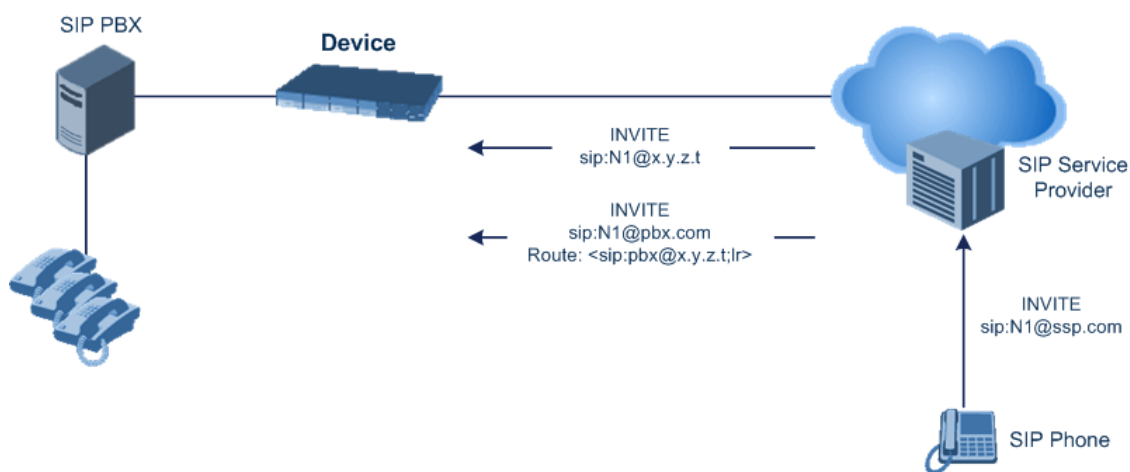 SIP PBX
Device
INVITE
sip:N1@x.y.z.t
SIP Service
Provider
INVITE
sip:N1@pbx.com
Route: <sip:pbx@x.y.z.t;lr>
INVITE
sip:N1@ssp.com
SIP Phone